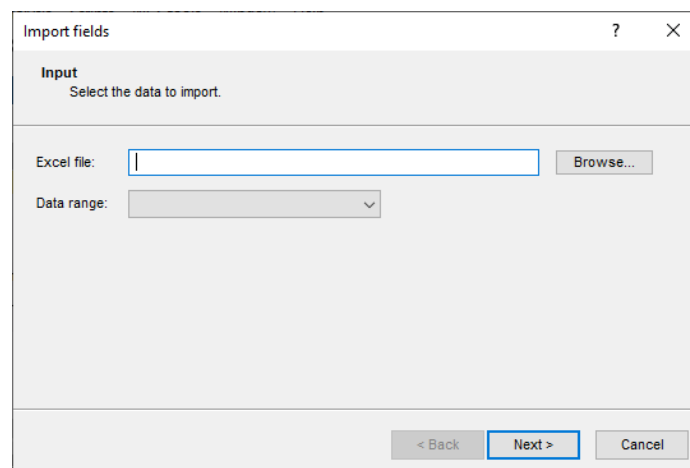 Import fields
?
Input
Select the data to import.
Excel file:
Browse...
Data range:
< Back
Next >
Cancel